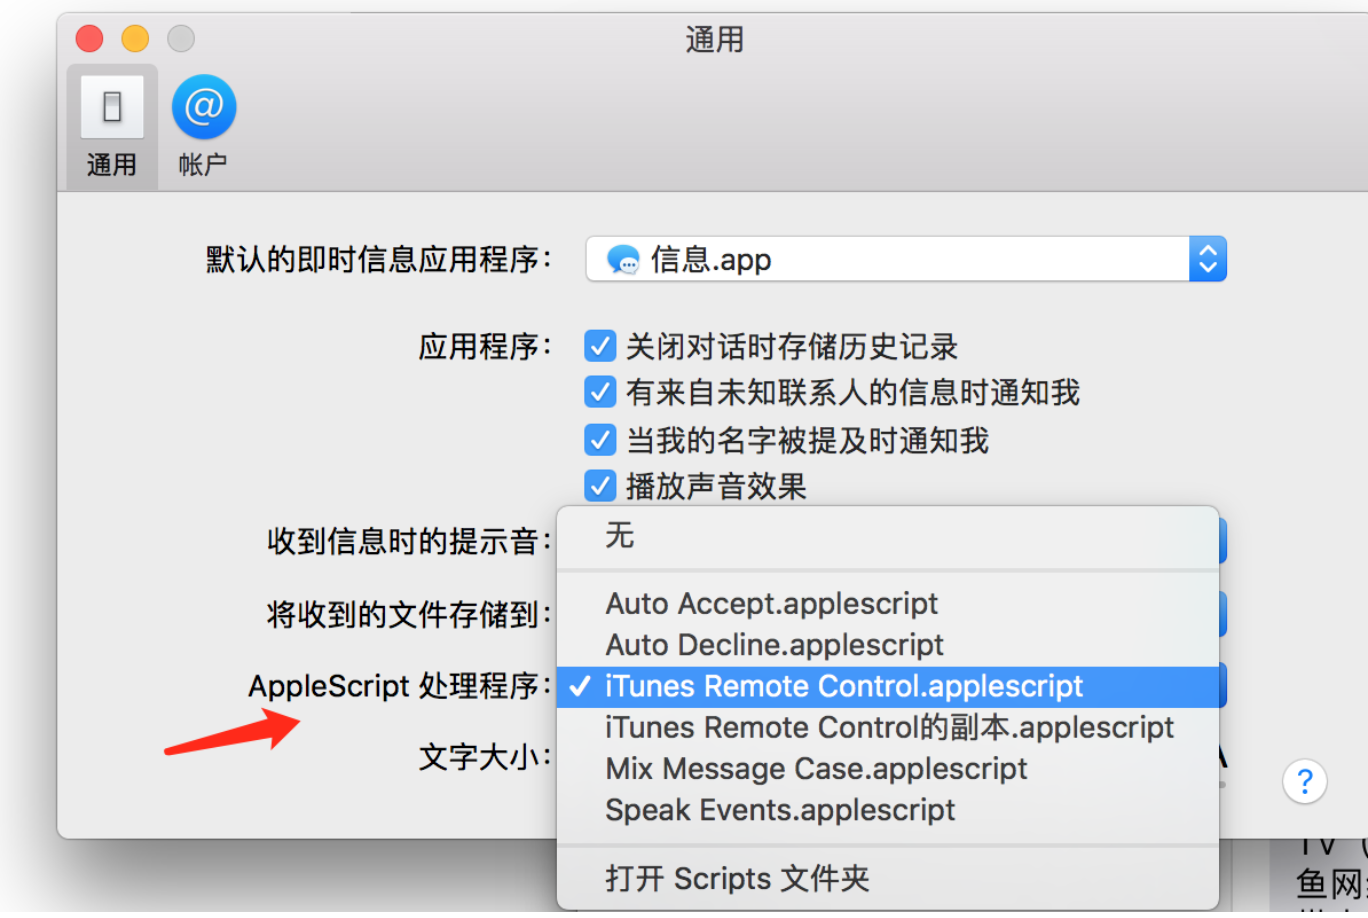 通用
通用
帐户
默认的即时信息应用程序: 信息.app
应用程序: 关闭对话时存储历史记录
有来自未知联系人的信息时通知我
当我的名字被提及时通知我
播放声音效果
收到信息时的提示音:
无
将收到的文件存储到:
Auto Accept.applescript
Auto Decline.applescript
AppleScript 处理程序: iTunes Remote Control.applescript
iTunes Remote Control的副本.applescript
文字大小:
Mix Message Case.applescript
Speak Events.applescript
打开 Scripts 文件夹
?
TV
鱼网